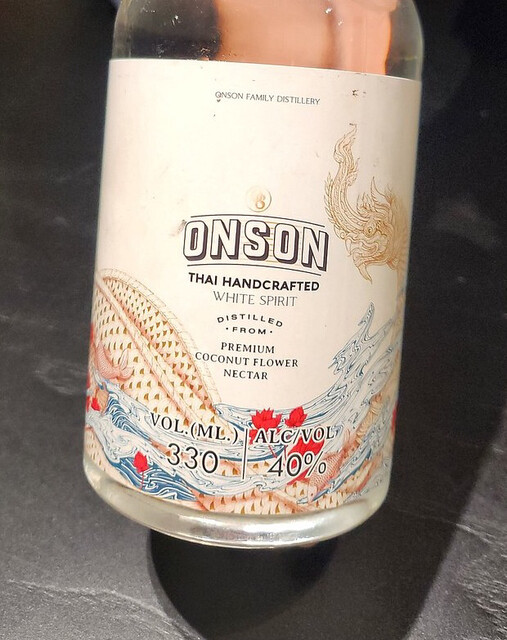 ONSON FAMILY DISTILLERY
ONSON
THAI HANDCRAFTED
WHITE SPIRIT
DISTILLED
• FROM •
PREMIUM
COCONUT FLOWER
NECTAR
VOL.(ML.) ALC/VOL
330 40%